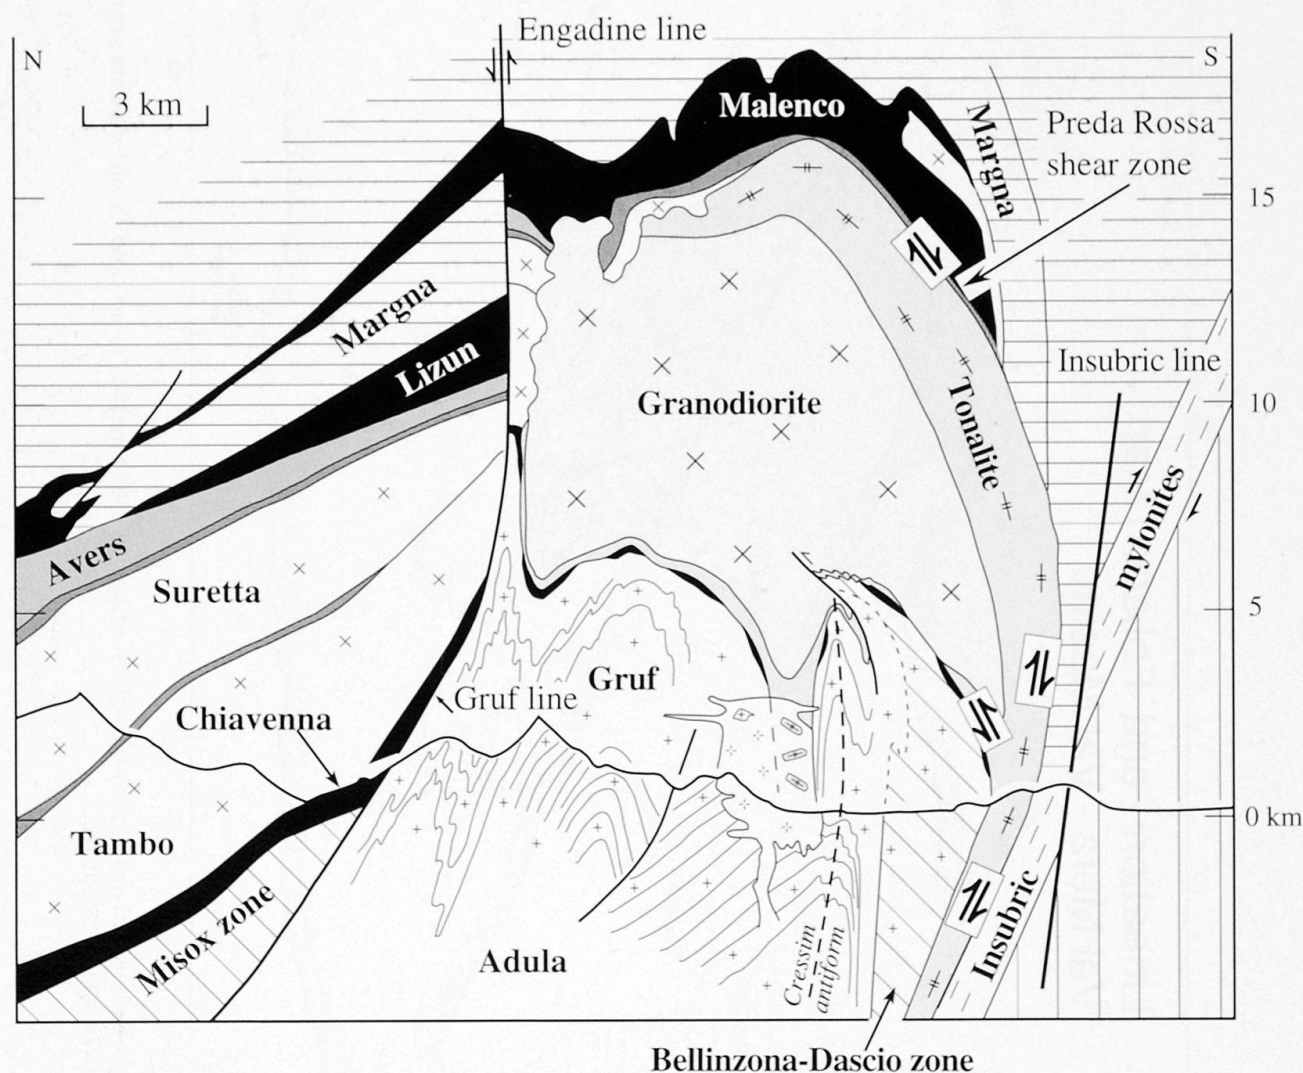 Engadine line
N
S
3 km
Malenco
Margna
Preda Rossa
shear zone
15
Margna
Lizun
Insubric line
Granodiorite
10
Tonalite
mylonites
Avers
Suretta
5
Gruf
Gruf line
Chiavenna
0 km
Tambo
Misox zone
Adula
Cressim
antiform
Insubric
Bellinzona-Dascio zone